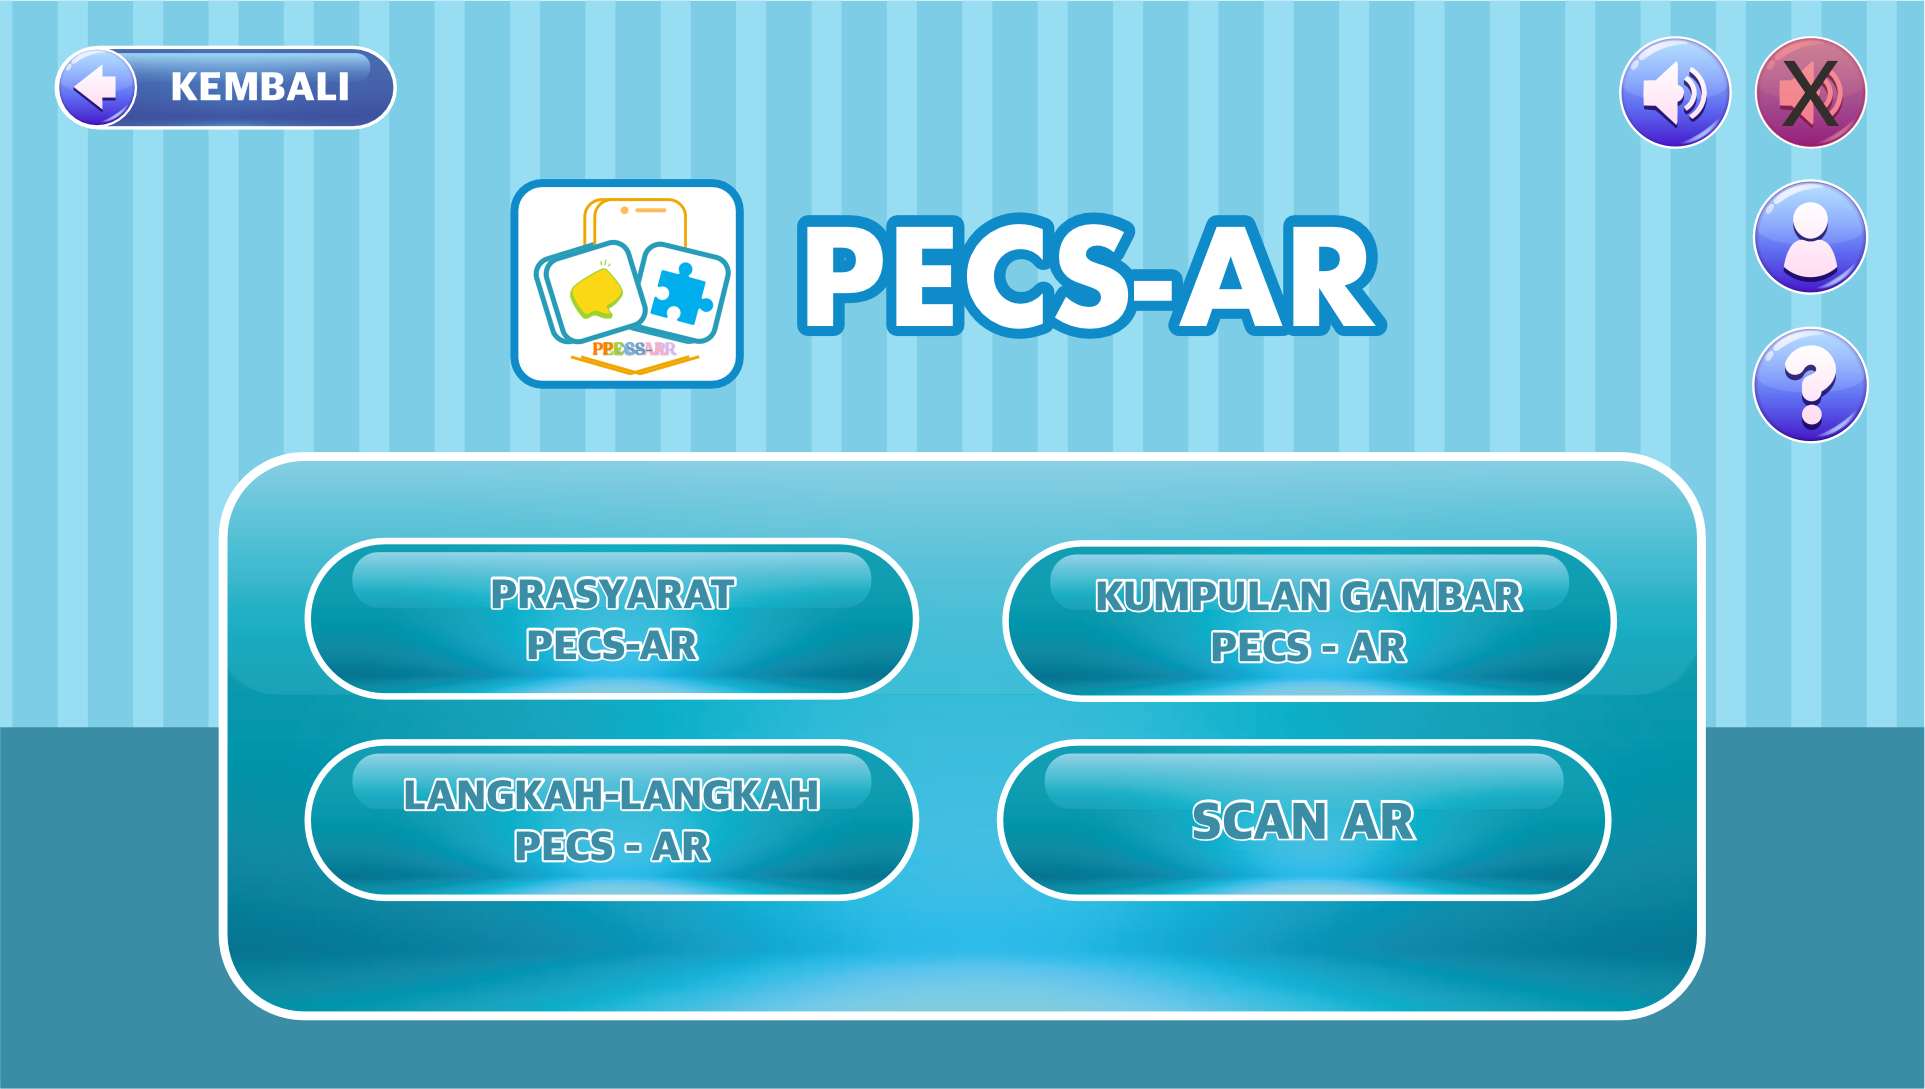 KEMBALI
X
PECS-AR
PRASYARAT
PECS-AR
KUMPULAN GAMBAR
PECS - AR
LANGKAH-LANGKAH
PECS - AR
SCAN AR